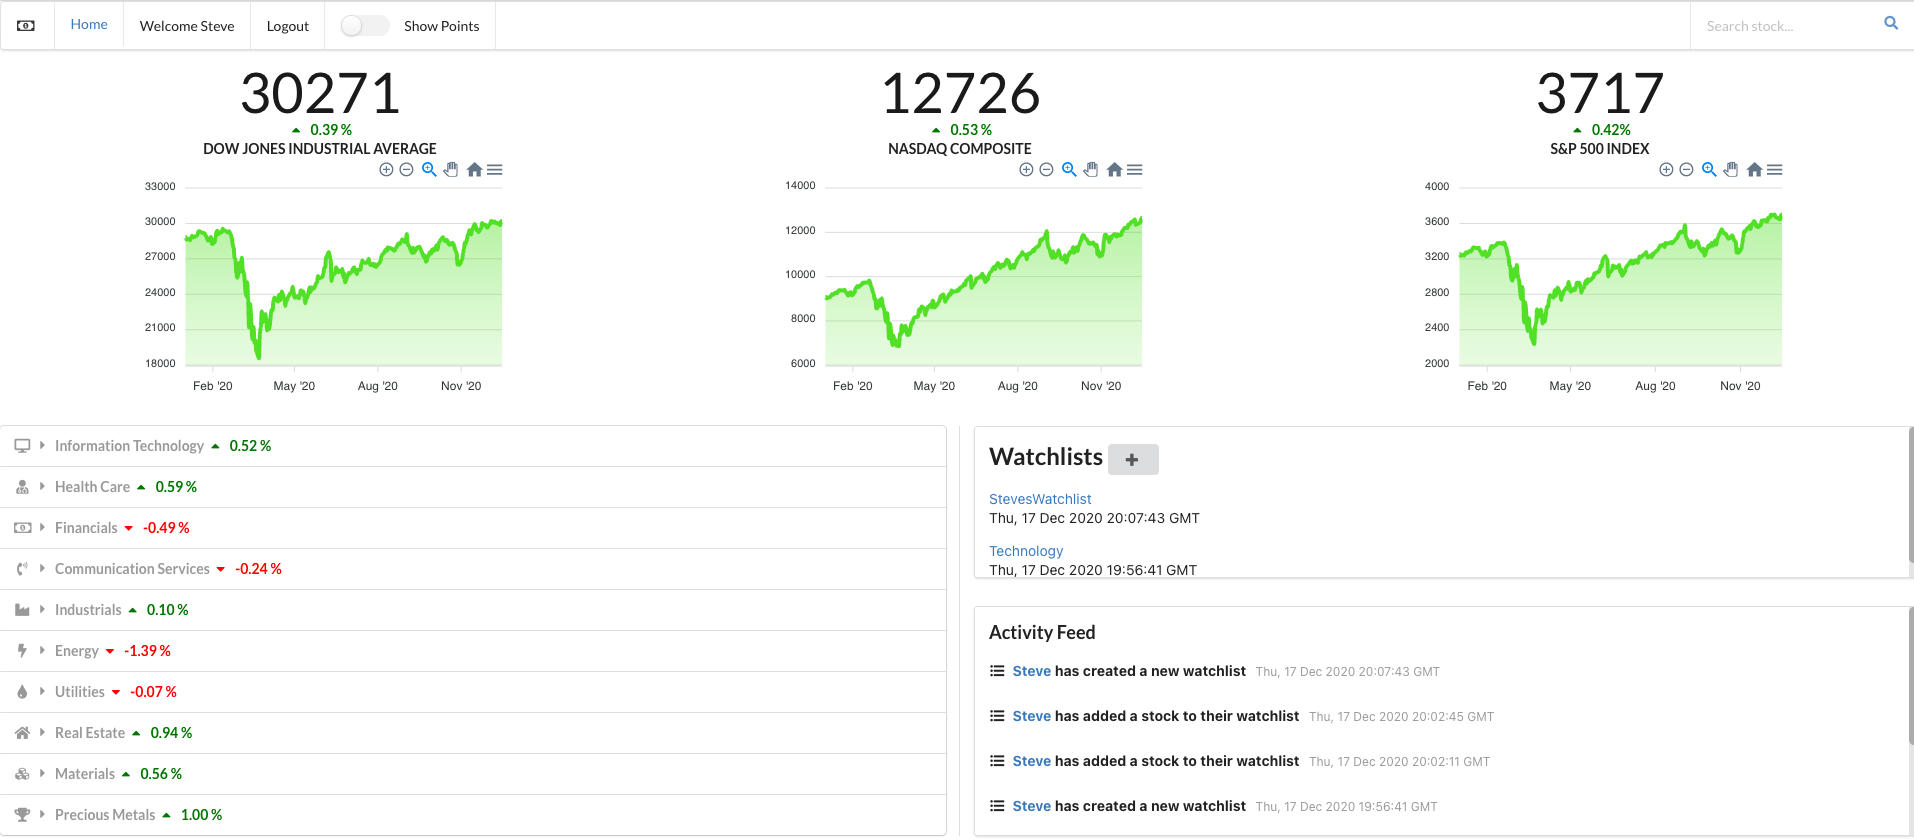 Home
Welcome Steve
Logout
Show Points
Search stock...
30271
0.39 %
DOW JONES INDUSTRIAL AVERAGE
33000
30000
27000
24000
21000
18000
Feb '20 May '20 Aug '20 Nov '20
12726
0.53 %
NASDAQ COMPOSITE
14000
12000
10000
8000
6000
Feb '20 May '20 Aug '20 Nov '20
3717
0.42%
S&P 500 INDEX
4000
3600
3200
2800
2400
2000
Feb '20 May '20 Aug '20 Nov '20
Information Technology 0.52 %
Health Care 0.59 %
Financials -0.49 %
Communication Services -0.24 %
Industrials 0.10 %
Energy -1.39 %
Utilities -0.07 %
Real Estate 0.94 %
Materials 0.56 %
Precious Metals 1.00 %
Watchlists +
StevesWatchlist
Thu, 17 Dec 2020 20:07:43 GMT
Technology
Thu, 17 Dec 2020 19:56:41 GMT
Activity Feed
Steve has created a new watchlist Thu, 17 Dec 2020 20:07:43 GMT
Steve has added a stock to their watchlist Thu, 17 Dec 2020 20:02:45 GMT
Steve has added a stock to their watchlist Thu, 17 Dec 2020 20:02:11 GMT
Steve has created a new watchlist Thu, 17 Dec 2020 19:56:41 GMT